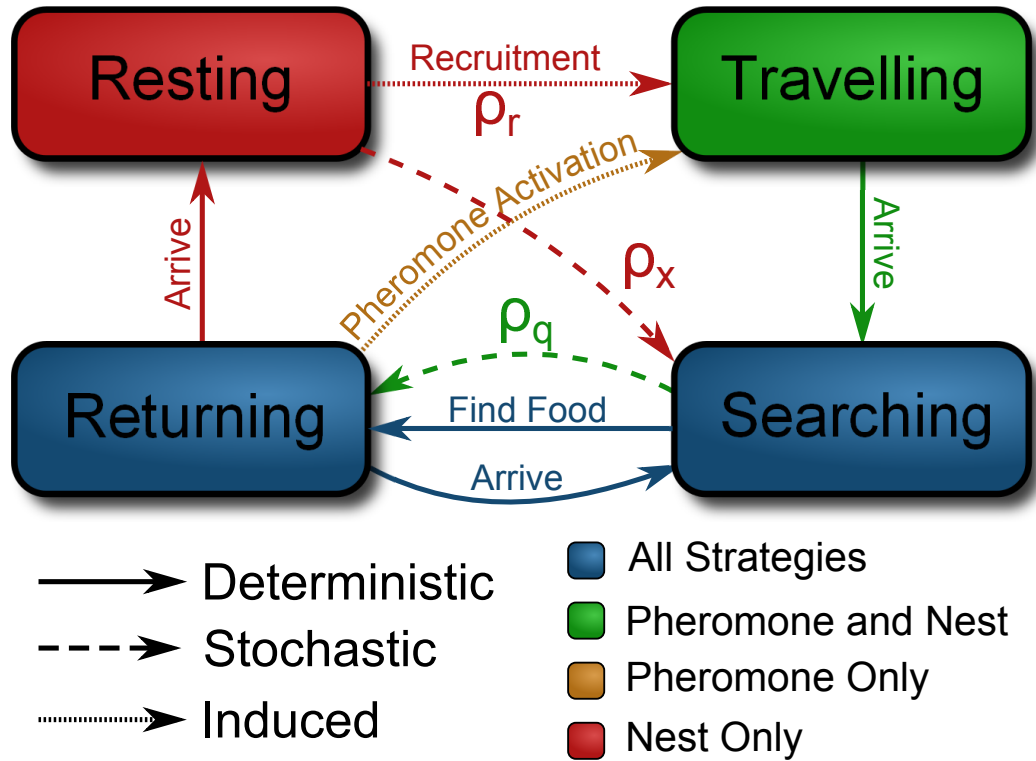 Resting
Recruitment
ρr
Travelling
Pheromone Activation
Arrive
Arrive
ρx
ρq
Returning
Find Food
Searching
Arrive
Deterministic
Stochastic
Induced
All Strategies
Pheromone and Nest
Pheromone Only
Nest Only